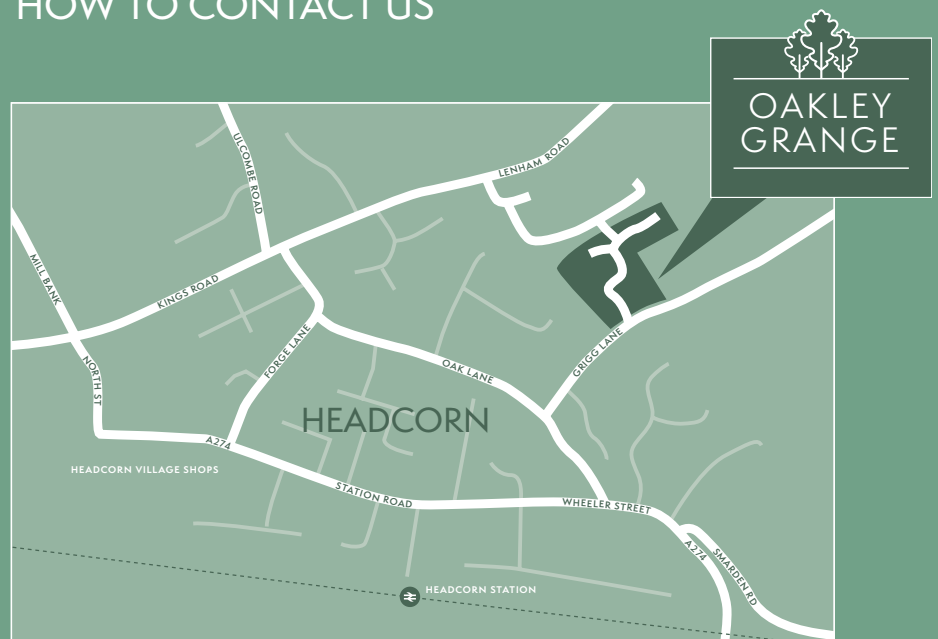 HOW TO CONTACT US
OAKLEY
GRANGE
ULCOMBE ROAD
LENHAM ROAD
MILL BANK
KINGS ROAD
NORTH ST
FORGE LANE
OAK LANE
GRIGG LANE
HEADCORN
A274
HEADCORN VILLAGE SHOPS
STATION ROAD
WHEELER STREET
A274
SMARDEN RD
HEADCORN STATION